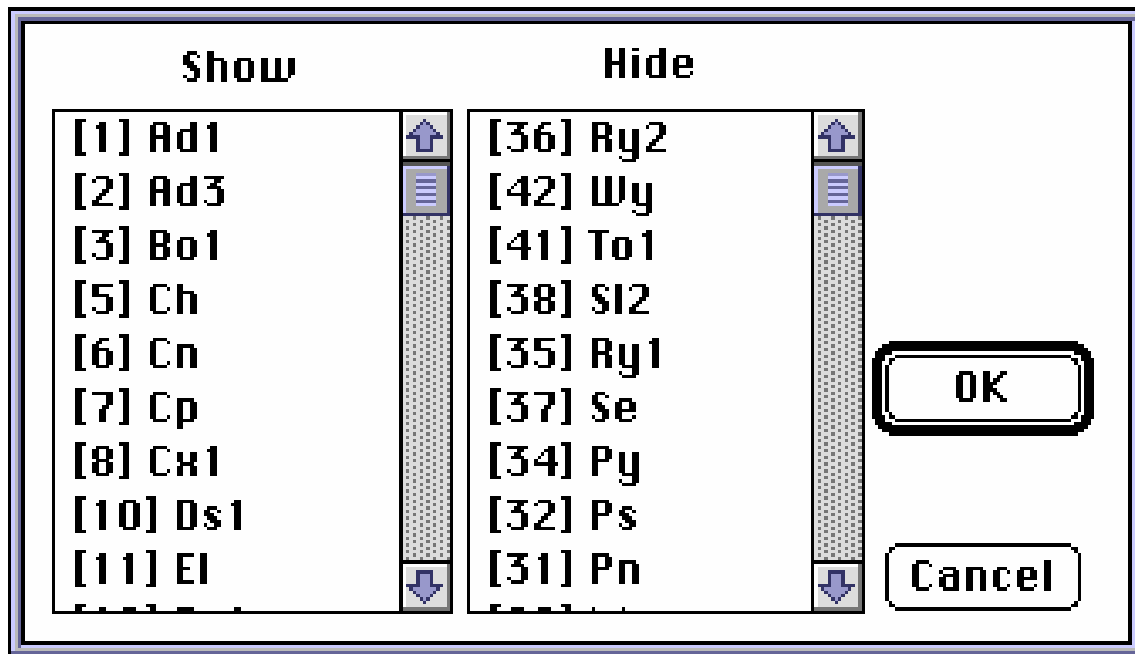 Show
[1] Ad1
[2] Ad3
[3] Bo1
[5] Ch
[6] Cn
[7] Cp
[8] Cx1
[10] Ds1
[11] El
Hide
[36] Ry2
[42] Wy
[41] To1
[38] Sl2
[35] Ry1
[37] Se
[34] Py
[32] Ps
[31] Pn
OK
Cancel